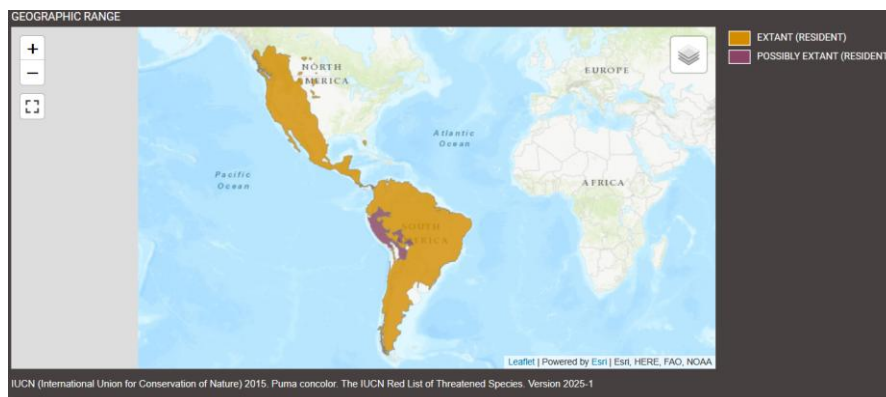 GEOGRAPHIC RANGE
+
−
EXTANT (RESIDENT)
POSSIBLY EXTANT (RESIDENT
NORTH
AMERICA
EUROPE
Atlantic
Ocean
Pacific
Ocean
AFRICA
SOUTH
AMERICA
Leaflet | Powered by Esri | Esri, HERE, FAO, NOAA
IUCN (International Union for Conservation of Nature) 2015. Puma concolor. The IUCN Red List of Threatened Species. Version 2025-1